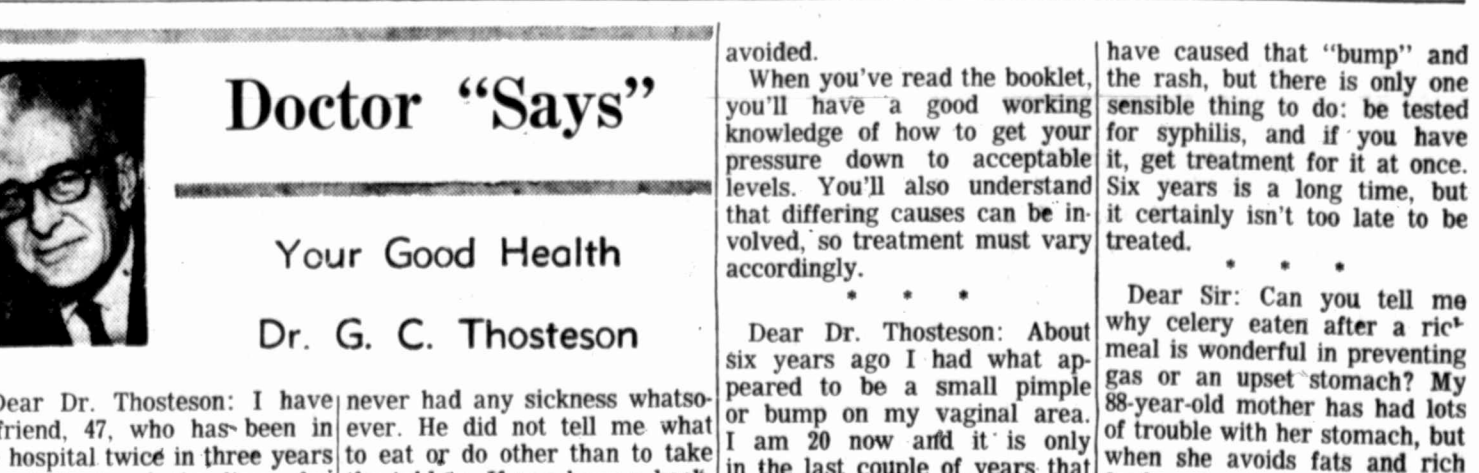 Doctor “Says”
Your Good Health
Dr. G. C. Thosteson
Dear Dr. Thosteson: I have
friend, 47, who has been in
hospital twice in three years
never had any sickness whatso-
ever. He did not tell me what
to eat or do other than to take
avoided.
When you've read the booklet,
you'll have a good working
knowledge of how to get your
pressure down to acceptable
levels. You'll also understand
that differing causes can be in-
volved, so treatment must vary
accordingly.
* * *
Dear Dr. Thosteson: About
six years ago I had what ap-
peared to be a small pimple
or bump on my vaginal area.
I am 20 now and it is only
in the last couple of years that
have caused that “bump” and
the rash, but there is only one
sensible thing to do: be tested
for syphilis, and if you have
it, get treatment for it at once.
Six years is a long time, but
it certainly isn't too late to be
treated.
* * *
Dear Sir: Can you tell me
why celery eaten after a rich
meal is wonderful in preventing
gas or an upset stomach? My
88-year-old mother has had lots
of trouble with her stomach, but
when she avoids fats and rich